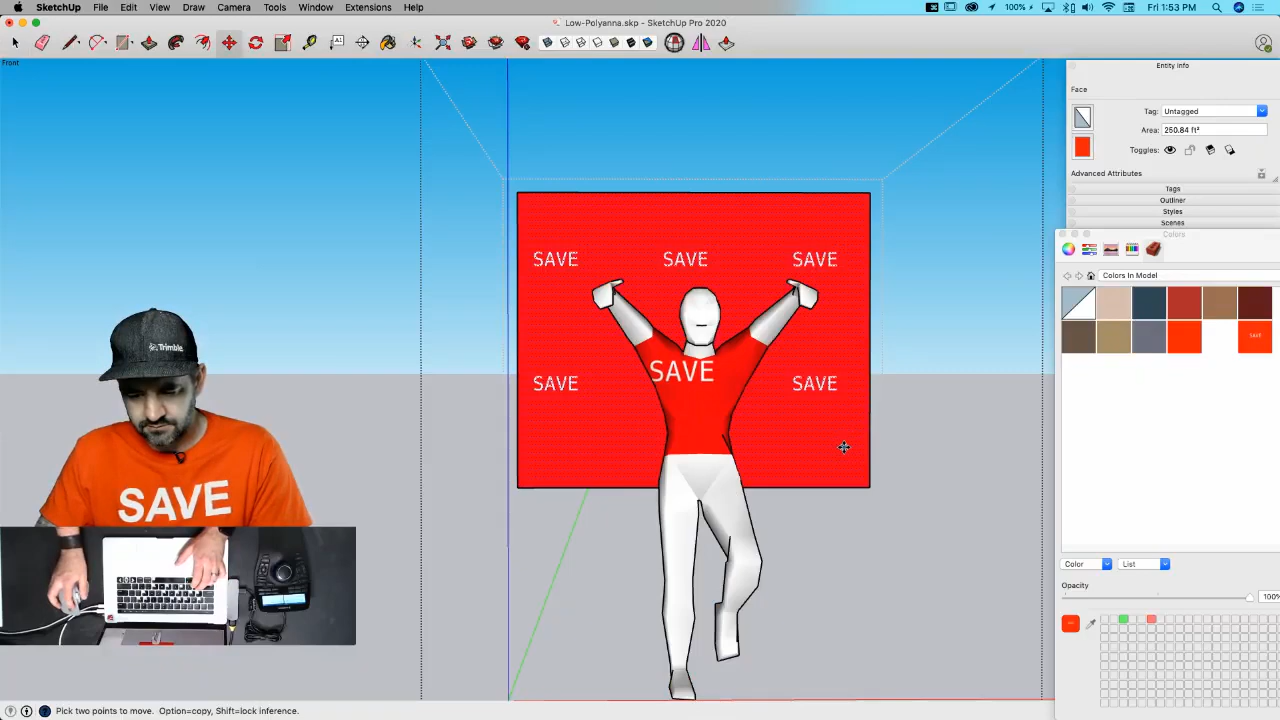 SketchUp File Edit View Draw Camera Tools Window Extensions Help
100% Fri 1:53 PM
Low-Polyanna.skp - SketchUp Pro 2020
Front
Entity Info
Face
Tag: Untagged
Area: 250.84 ft²
Toggles:
Advanced Attributes
Tags
Outliner
Styles
Scenes
Colors
Colors In Model
SAVE
SAVE SAVE SAVE
SAVE SAVE SAVE
Trimble
SAVE
Color List
Opacity
100%
Pick two points to move. Option=copy, Shift=lock inference.